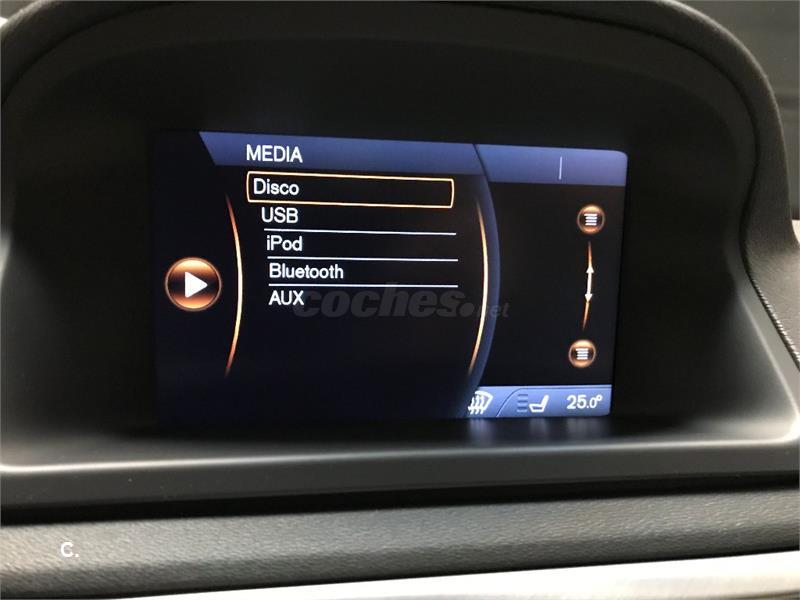 MEDIA
Disco
USB
iPod
Bluetooth
AUX
coches.net
25.0°
C.